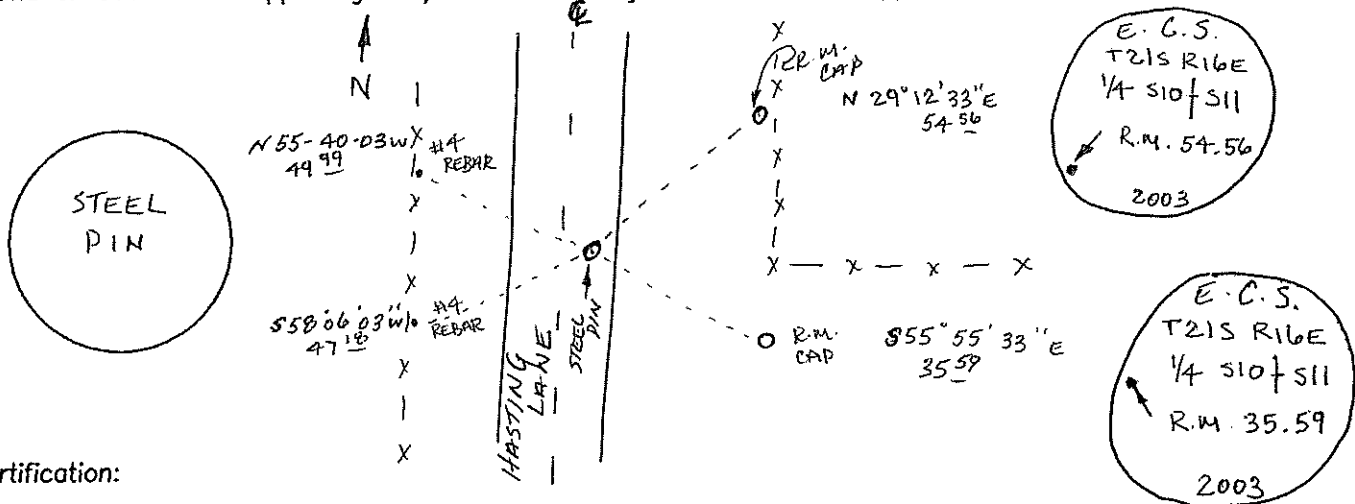 ℄
N
STEEL
PIN
N 55-40-03 W
49 99
#4
REBAR
S 58°06'03" W
47 18
#4
REBAR
HASTING
LANE
STEEL
PIN
R.M.
CAP
N 29°12'33" E
54 56
R.M.
CAP
S 55° 55' 33" E
35 59
E. C. S.
T21S R16E
1/4 S10 + S11
R.M. 54.56
2003
E. C. S.
T21S R16E
1/4 S10 + S11
R.M. 35.59
2003
rtification: